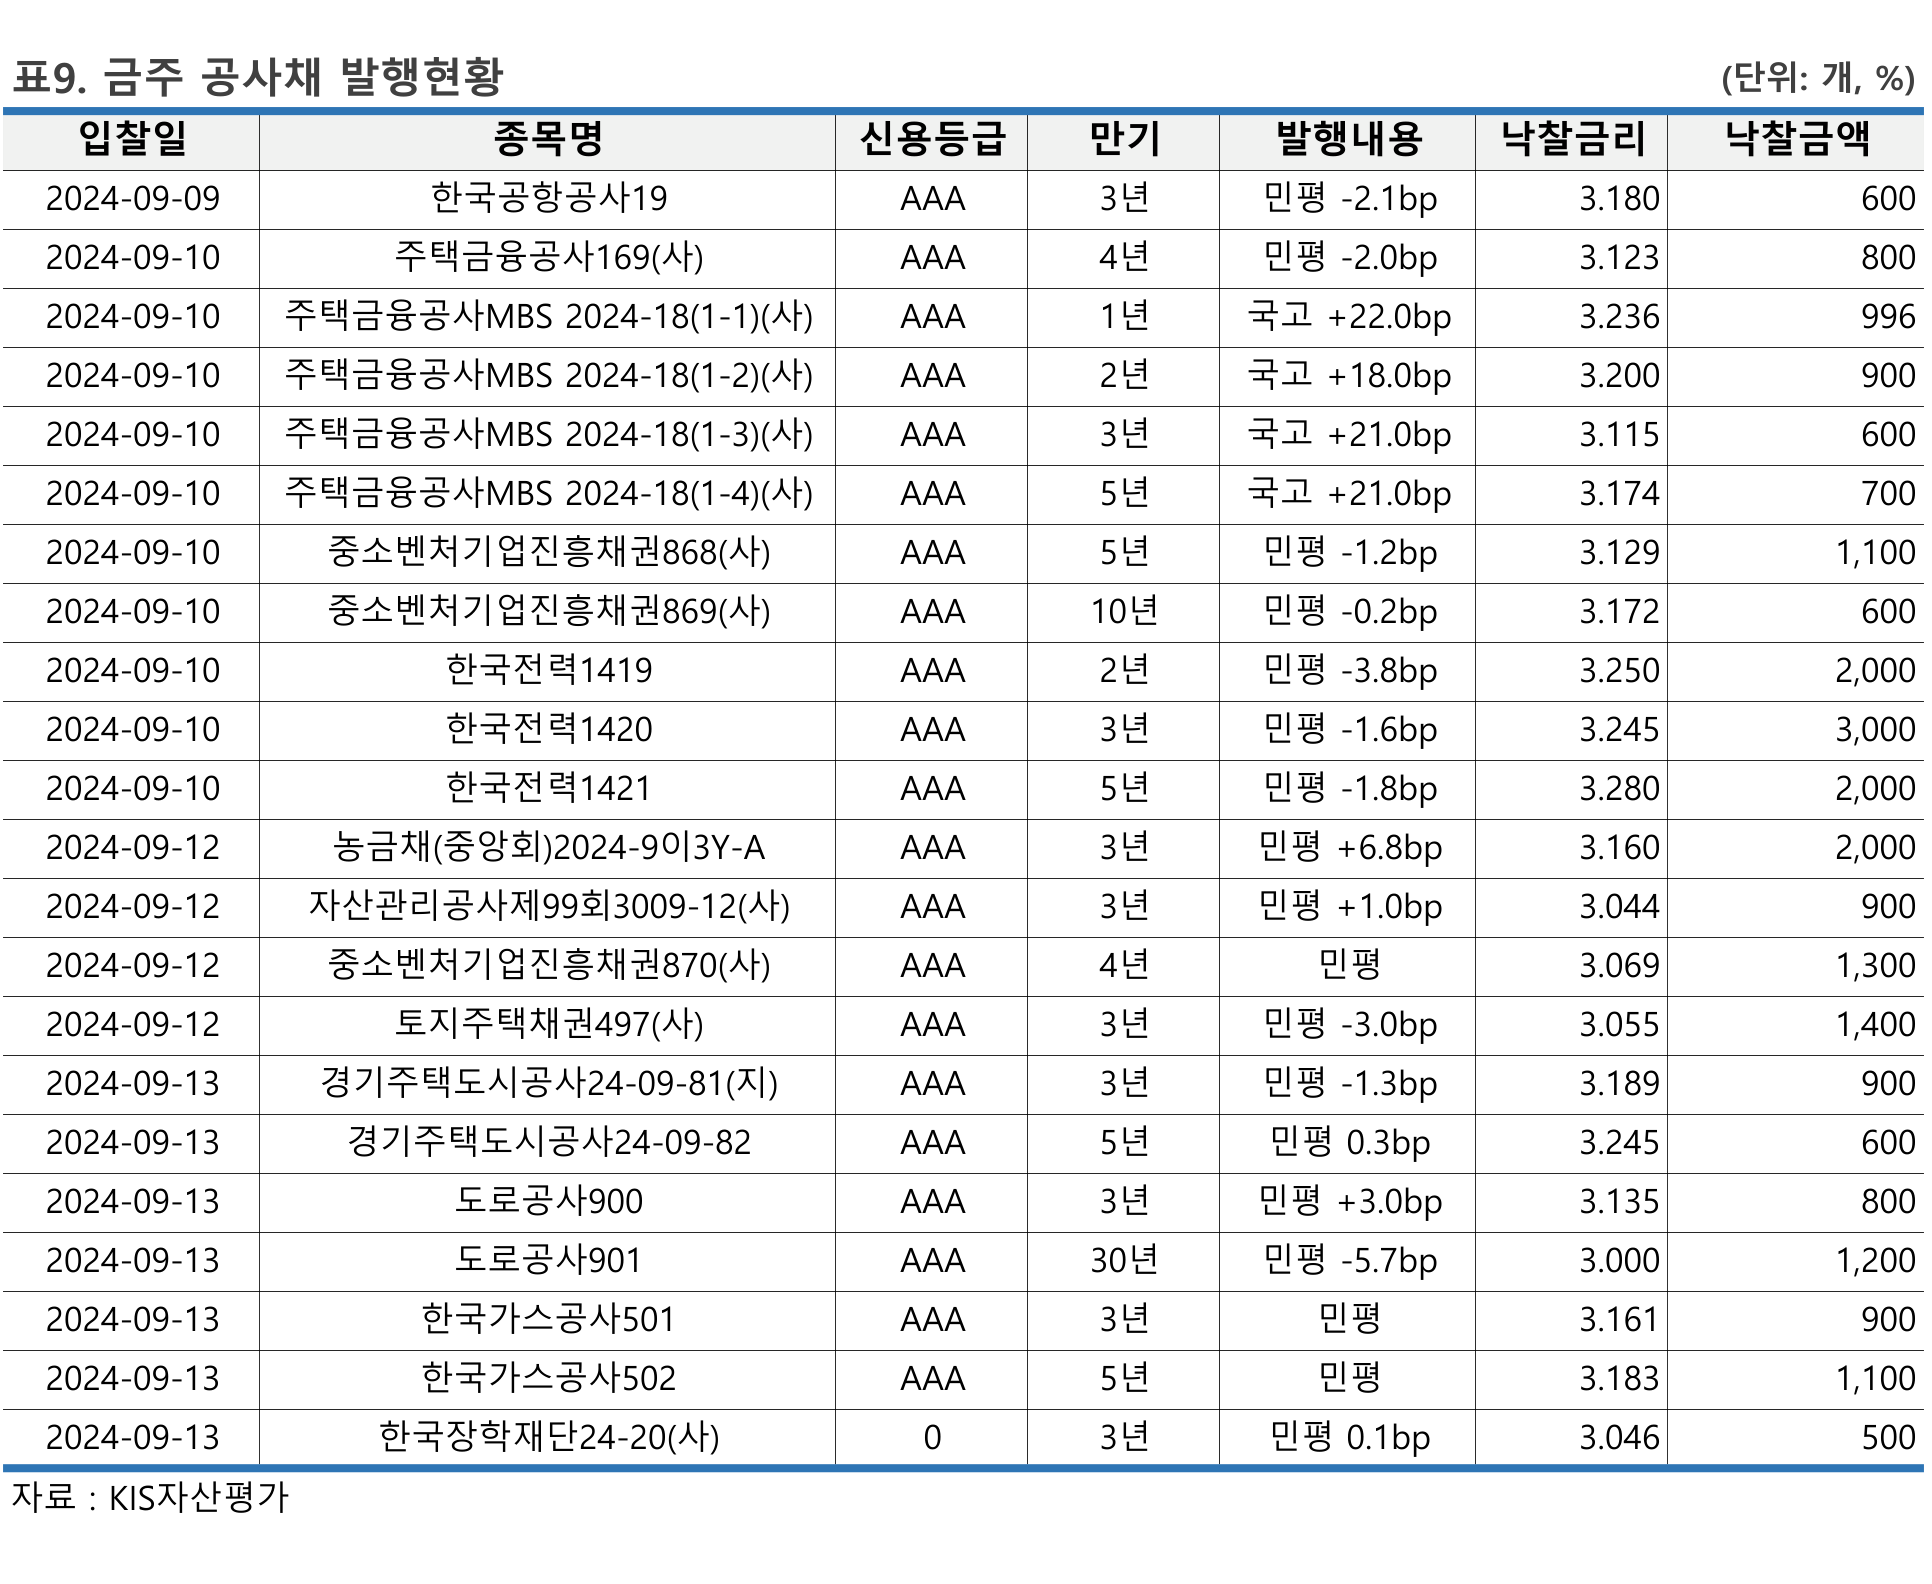 표9. 금주 공사채 발행현황 (단위: 개, %)
입찰일 종목명 신용등급 만기 발행내용 낙찰금리 낙찰금액
2024-09-09 한국공항공사19 AAA 3년 민평 -2.1bp 3.180 600
2024-09-10 주택금융공사169(사) AAA 4년 민평 -2.0bp 3.123 800
2024-09-10 주택금융공사MBS 2024-18(1-1)(사) AAA 1년 국고 +22.0bp 3.236 996
2024-09-10 주택금융공사MBS 2024-18(1-2)(사) AAA 2년 국고 +18.0bp 3.200 900
2024-09-10 주택금융공사MBS 2024-18(1-3)(사) AAA 3년 국고 +21.0bp 3.115 600
2024-09-10 주택금융공사MBS 2024-18(1-4)(사) AAA 5년 국고 +21.0bp 3.174 700
2024-09-10 중소벤처기업진흥채권868(사) AAA 5년 민평 -1.2bp 3.129 1,100
2024-09-10 중소벤처기업진흥채권869(사) AAA 10년 민평 -0.2bp 3.172 600
2024-09-10 한국전력1419 AAA 2년 민평 -3.8bp 3.250 2,000
2024-09-10 한국전력1420 AAA 3년 민평 -1.6bp 3.245 3,000
2024-09-10 한국전력1421 AAA 5년 민평 -1.8bp 3.280 2,000
2024-09-12 농금채(중앙회)2024-9이3Y-A AAA 3년 민평 +6.8bp 3.160 2,000
2024-09-12 자산관리공사제99회3009-12(사) AAA 3년 민평 +1.0bp 3.044 900
2024-09-12 중소벤처기업진흥채권870(사) AAA 4년 민평 3.069 1,300
2024-09-12 토지주택채권497(사) AAA 3년 민평 -3.0bp 3.055 1,400
2024-09-13 경기주택도시공사24-09-81(지) AAA 3년 민평 -1.3bp 3.189 900
2024-09-13 경기주택도시공사24-09-82 AAA 5년 민평 0.3bp 3.245 600
2024-09-13 도로공사900 AAA 3년 민평 +3.0bp 3.135 800
2024-09-13 도로공사901 AAA 30년 민평 -5.7bp 3.000 1,200
2024-09-13 한국가스공사501 AAA 3년 민평 3.161 900
2024-09-13 한국가스공사502 AAA 5년 민평 3.183 1,100
2024-09-13 한국장학재단24-20(사) 0 3년 민평 0.1bp 3.046 500
자료 : KIS자산평가